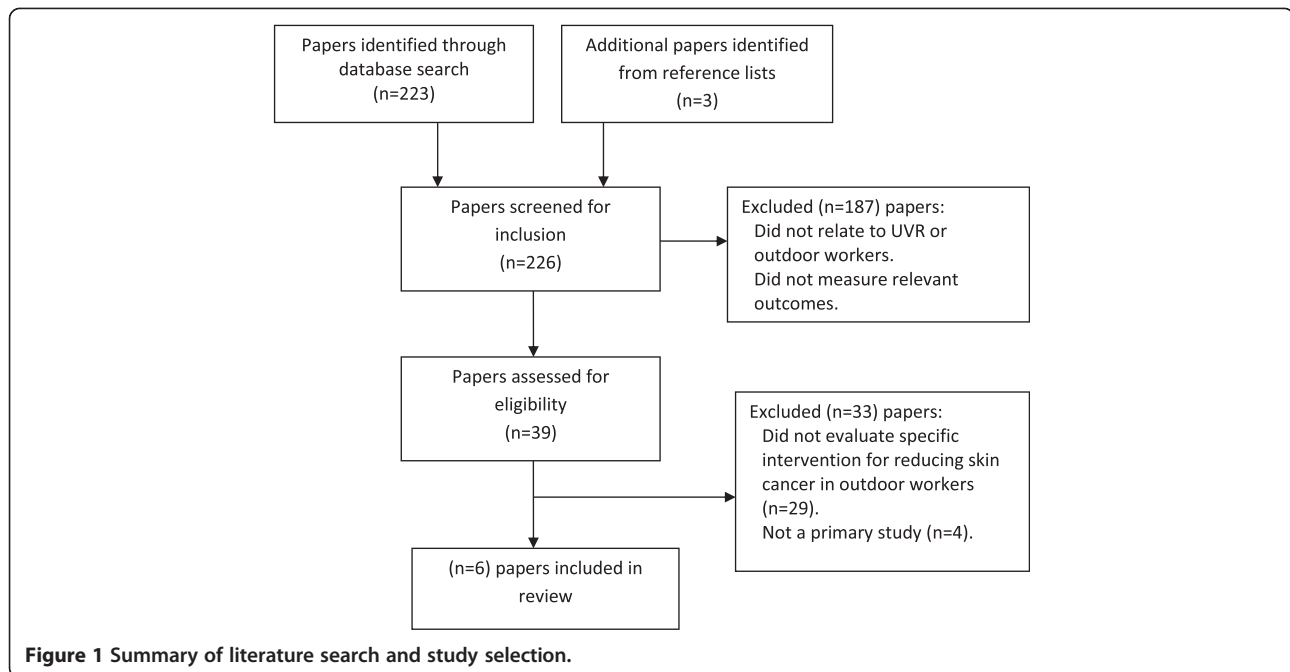 Papers identified through
database search
(n=223)
Additional papers identified
from reference lists
(n=3)
Papers screened for
inclusion
(n=226)
Excluded (n=187) papers:
Did not relate to UVR or
outdoor workers.
Did not measure relevant
outcomes.
Papers assessed for
eligibility
(n=39)
Excluded (n=33) papers:
Did not evaluate specific
intervention for reducing skin
cancer in outdoor workers
(n=29).
Not a primary study (n=4).
(n=6) papers included in
review
Figure 1 Summary of literature search and study selection.